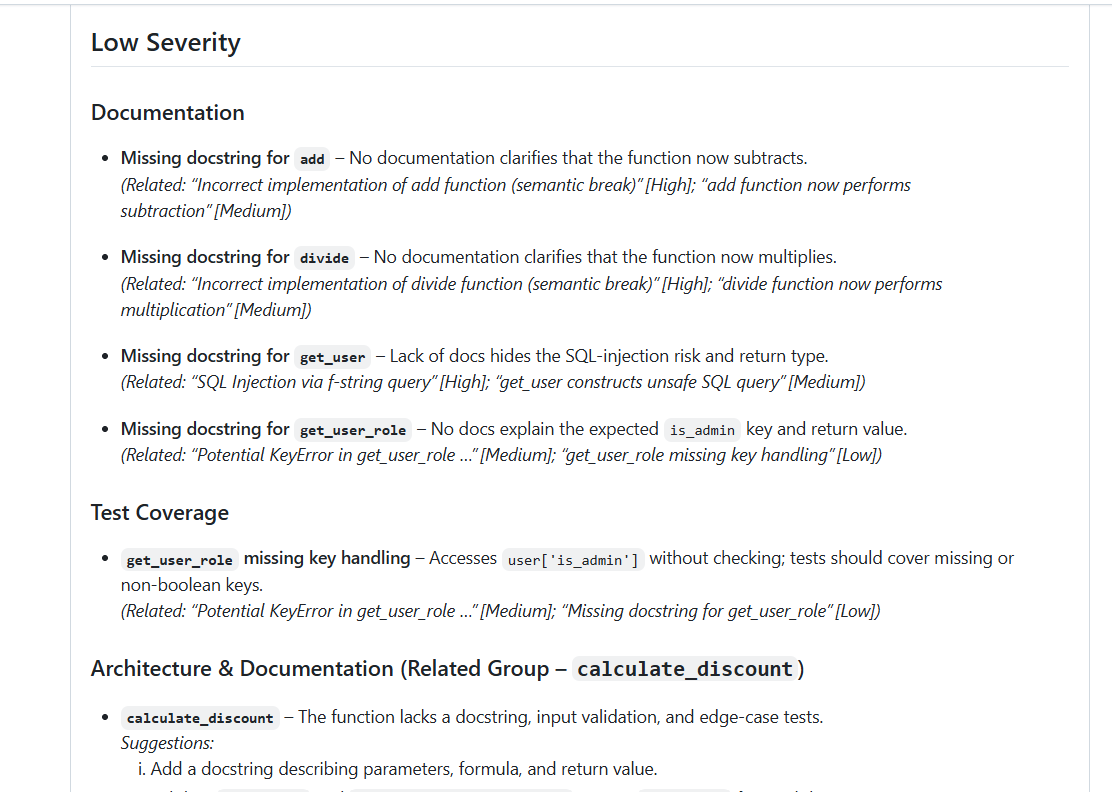 Low Severity
Documentation
• Missing docstring for add – No documentation clarifies that the function now subtracts.
(Related: “Incorrect implementation of add function (semantic break)” [High]; “add function now performs
subtraction” [Medium])
• Missing docstring for divide – No documentation clarifies that the function now multiplies.
(Related: “Incorrect implementation of divide function (semantic break)” [High]; “divide function now performs
multiplication” [Medium])
• Missing docstring for get_user – Lack of docs hides the SQL-injection risk and return type.
(Related: “SQL Injection via f-string query” [High]; “get_user constructs unsafe SQL query” [Medium])
• Missing docstring for get_user_role – No docs explain the expected is_admin key and return value.
(Related: “Potential KeyError in get_user_role …” [Medium]; “get_user_role missing key handling” [Low])
Test Coverage
• get_user_role missing key handling – Accesses user['is_admin'] without checking; tests should cover missing or
non-boolean keys.
(Related: “Potential KeyError in get_user_role …” [Medium]; “Missing docstring for get_user_role” [Low])
Architecture & Documentation (Related Group – calculate_discount)
• calculate_discount – The function lacks a docstring, input validation, and edge-case tests.
Suggestions:
i. Add a docstring describing parameters, formula, and return value.